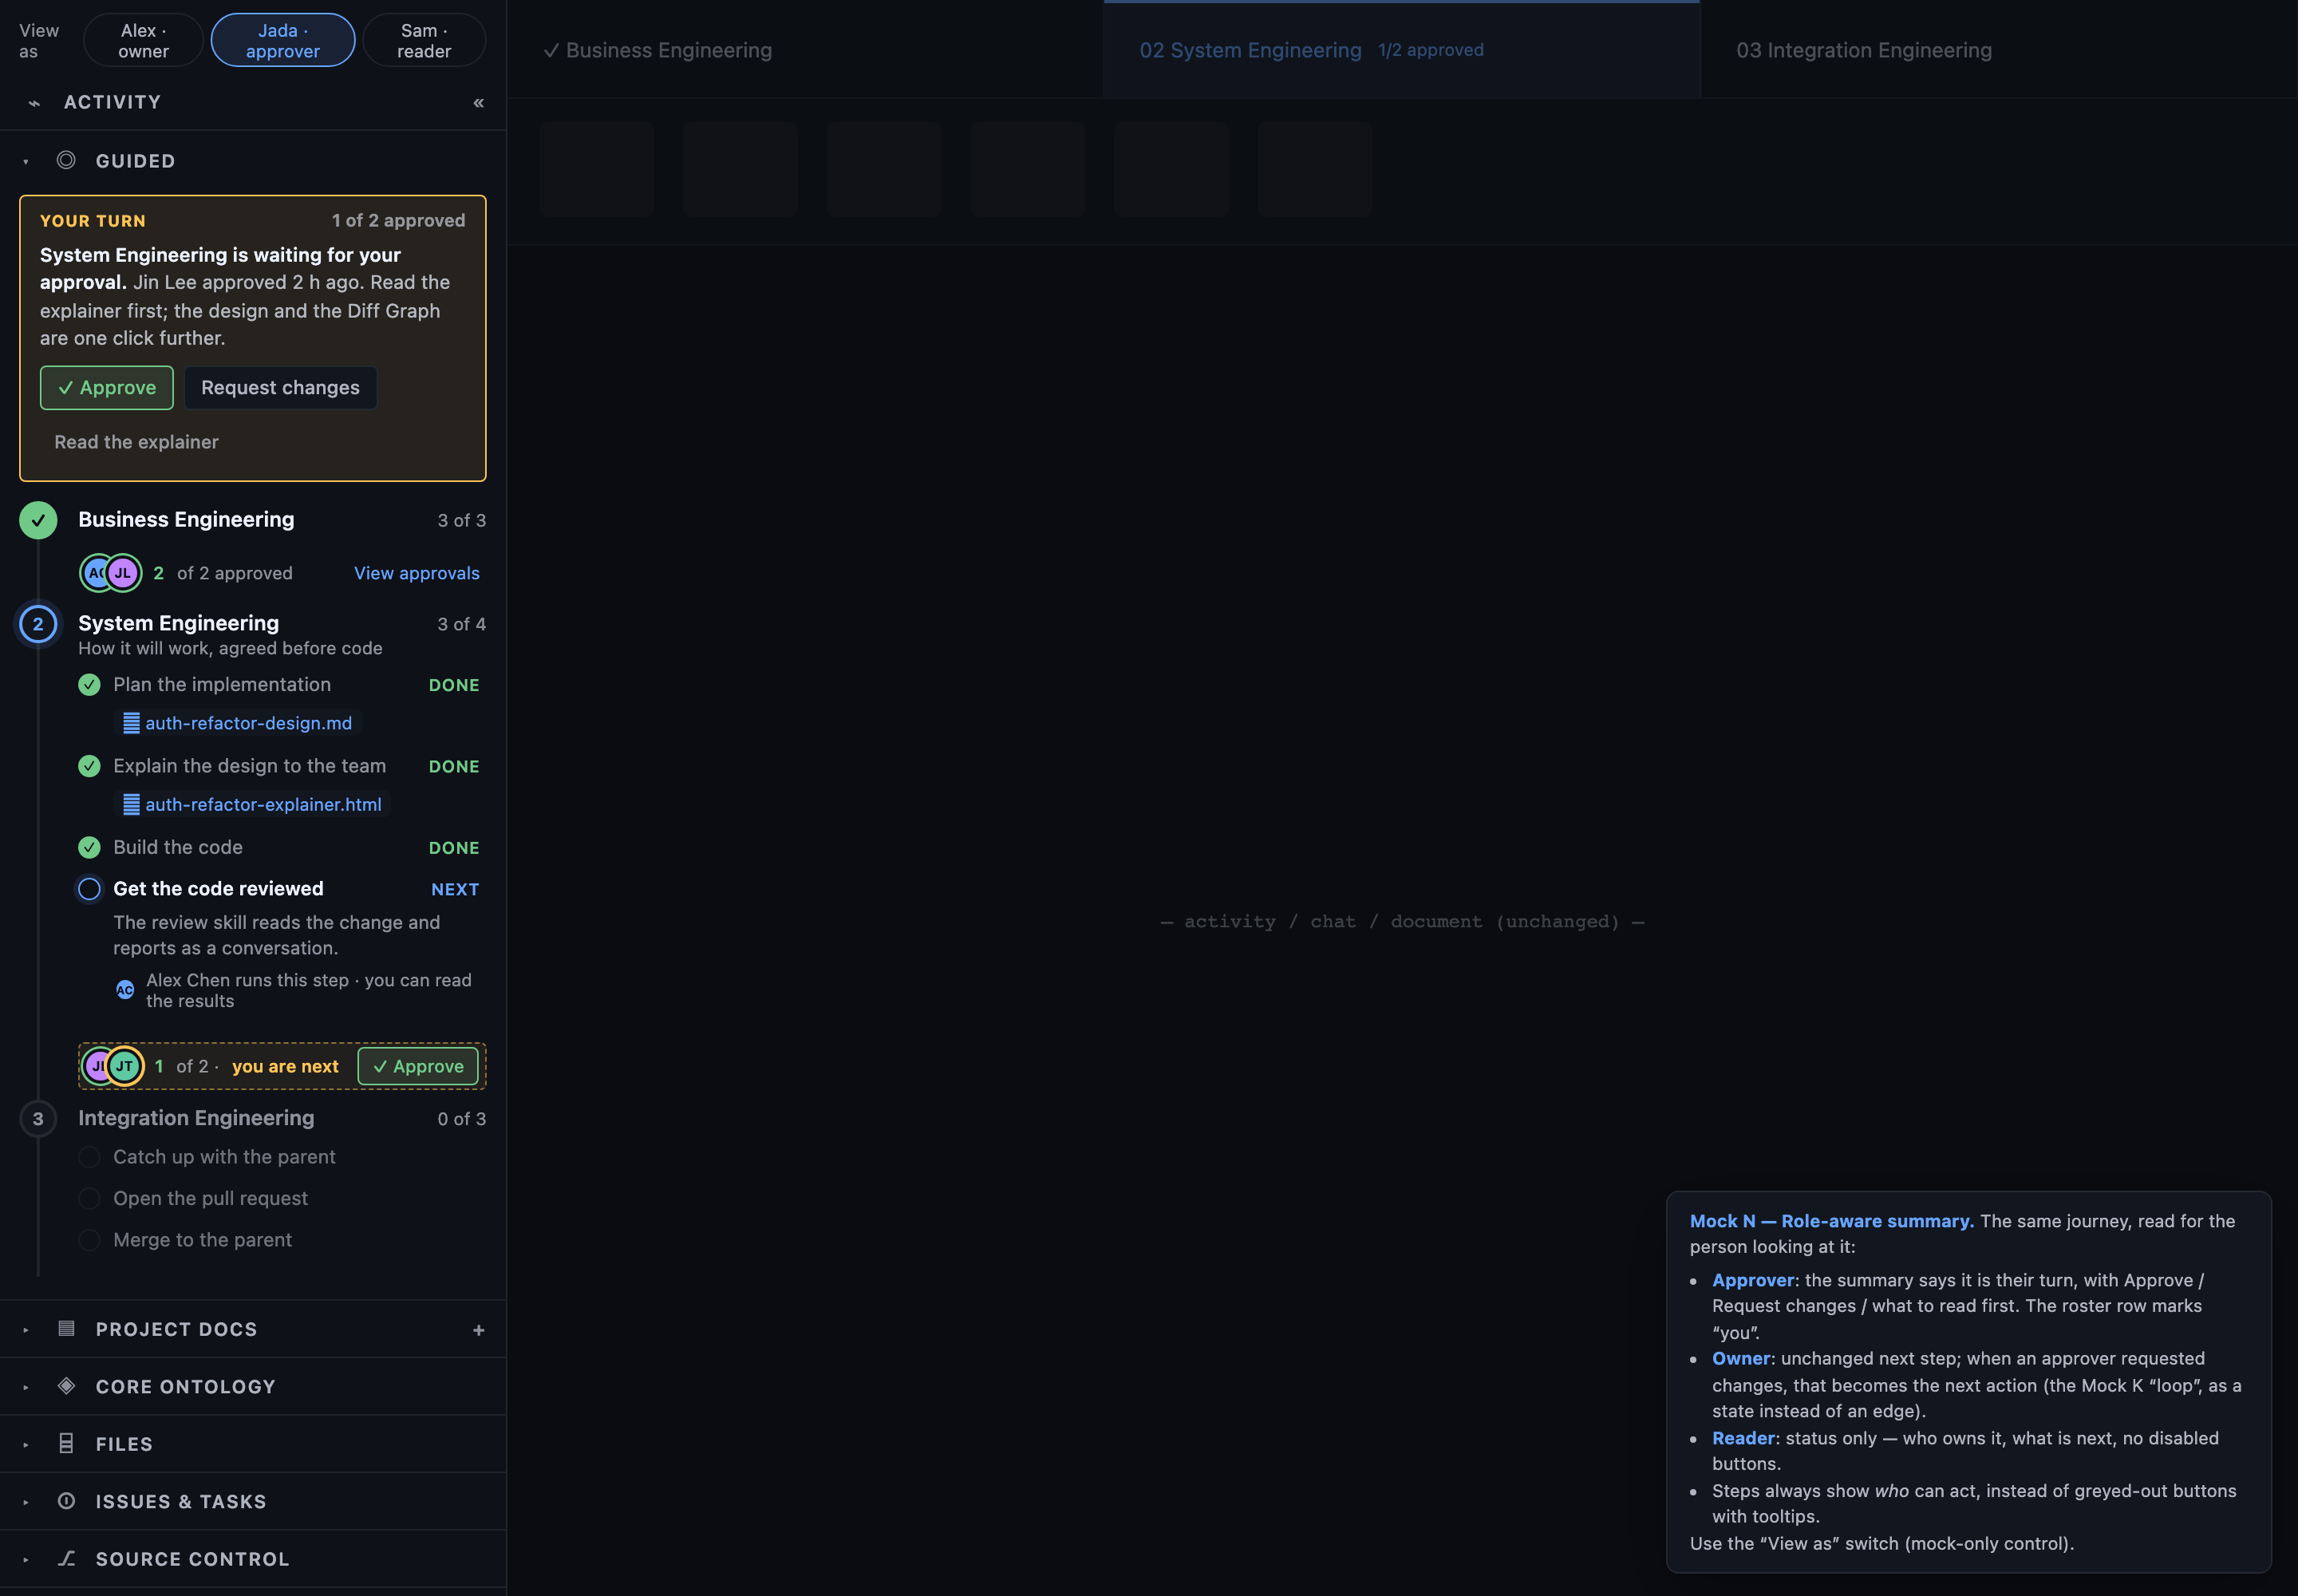 View as
Alex · owner
Jada · approver
Sam · reader
ACTIVITY
«
GUIDED
YOUR TURN
1 of 2 approved
System Engineering is waiting for your
approval. Jin Lee approved 2 h ago. Read the
explainer first; the design and the Diff Graph
are one click further.
✓ Approve
Request changes
Read the explainer
✓
Business Engineering
3 of 3
JL
2 of 2 approved
View approvals
2
System Engineering
3 of 4
How it will work, agreed before code
Plan the implementation
DONE
auth-refactor-design.md
Explain the design to the team
DONE
auth-refactor-explainer.html
Build the code
DONE
Get the code reviewed
NEXT
The review skill reads the change and
reports as a conversation.
AC
Alex Chen runs this step · you can read
the results
JT
1 of 2 · you are next
✓ Approve
3
Integration Engineering
0 of 3
Catch up with the parent
Open the pull request
Merge to the parent
PROJECT DOCS
+
CORE ONTOLOGY
FILES
ISSUES & TASKS
SOURCE CONTROL
✓ Business Engineering
02 System Engineering 1/2 approved
03 Integration Engineering
— activity / chat / document (unchanged) —
Mock N — Role-aware summary. The same journey, read for the
person looking at it:
• Approver: the summary says it is their turn, with Approve /
Request changes / what to read first. The roster row marks
“you”.
• Owner: unchanged next step; when an approver requested
changes, that becomes the next action (the Mock K “loop”, as a
state instead of an edge).
• Reader: status only — who owns it, what is next, no disabled
buttons.
• Steps always show who can act, instead of greyed-out buttons
with tooltips.
Use the “View as” switch (mock-only control).